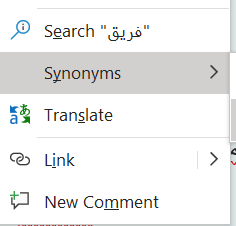 Search "فريق"
Synonyms
Translate
Link
New Comment